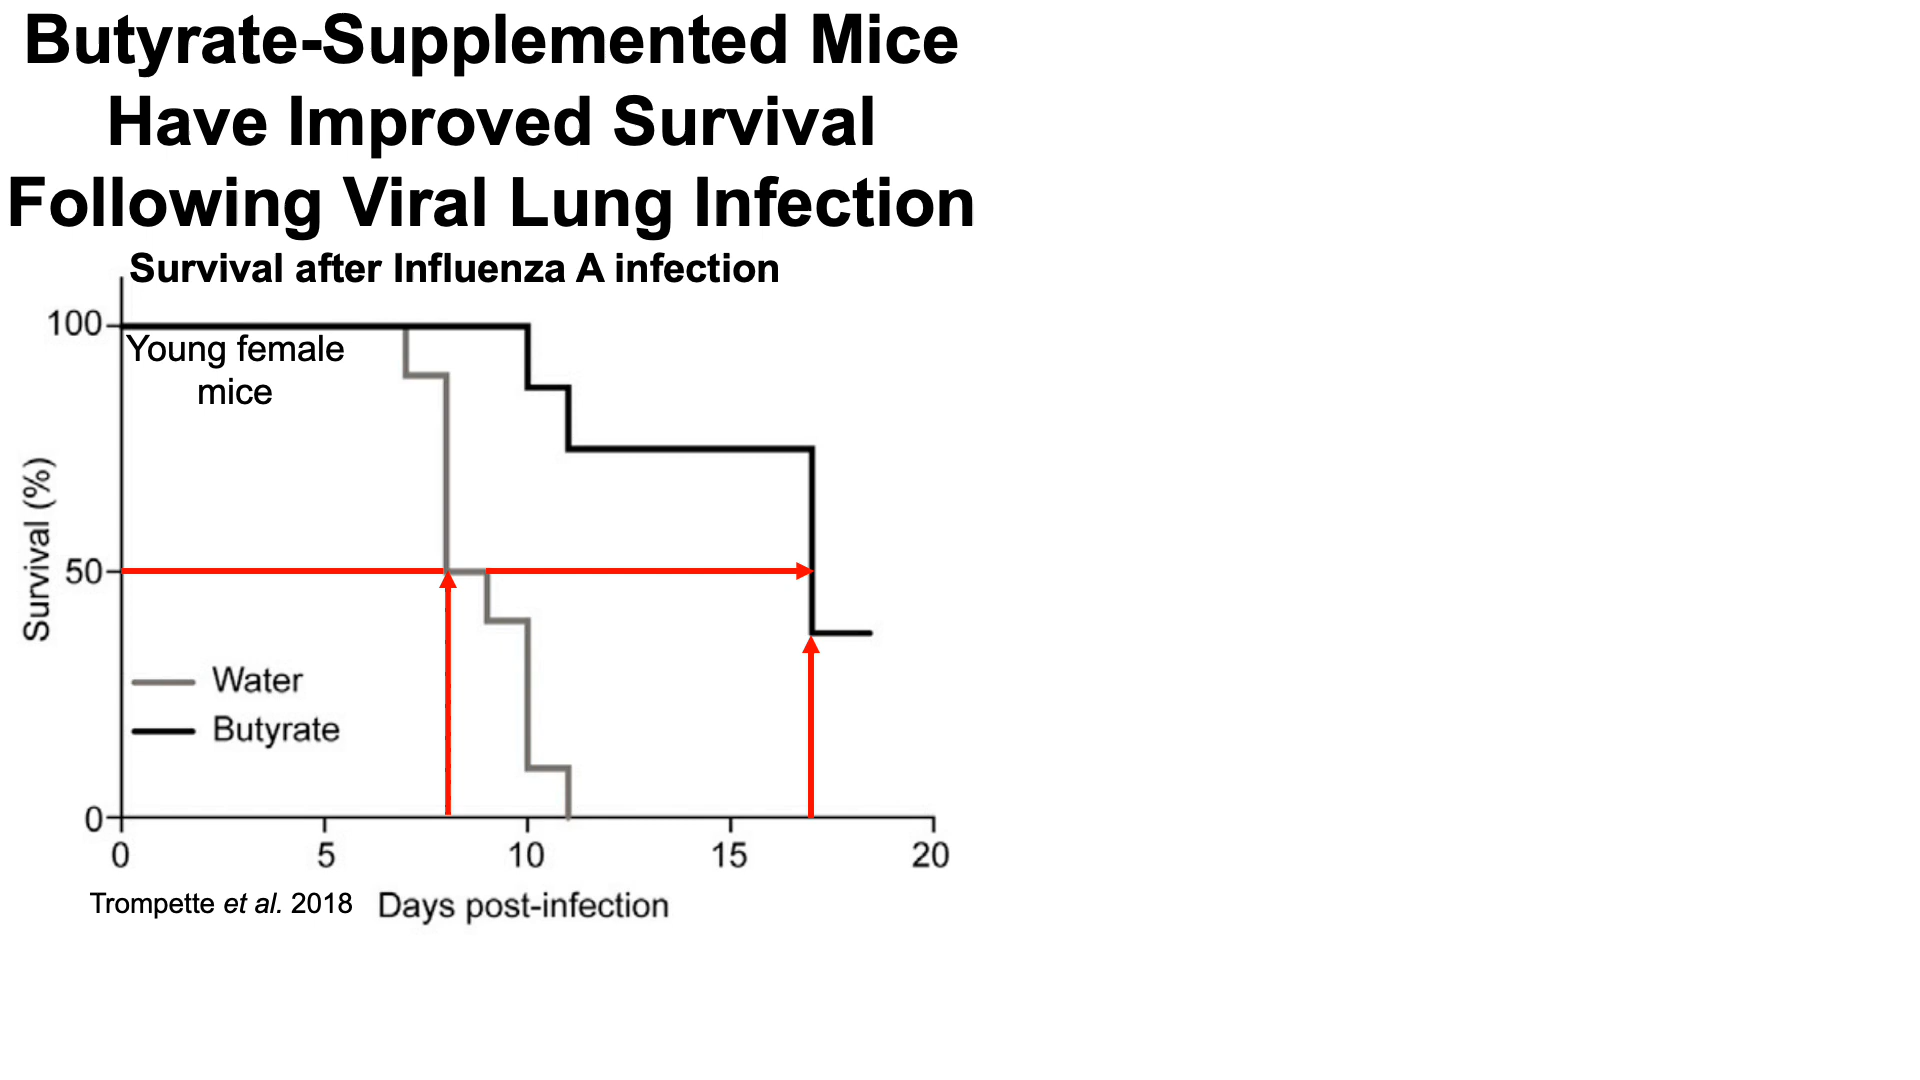 Butyrate-Supplemented Mice
Have Improved Survival
Following Viral Lung Infection
Survival after Influenza A infection
100
Young female
mice
Survival (%)
50
Water
Butyrate
0
0 5 10 15 20
Trompette et al. 2018 Days post-infection